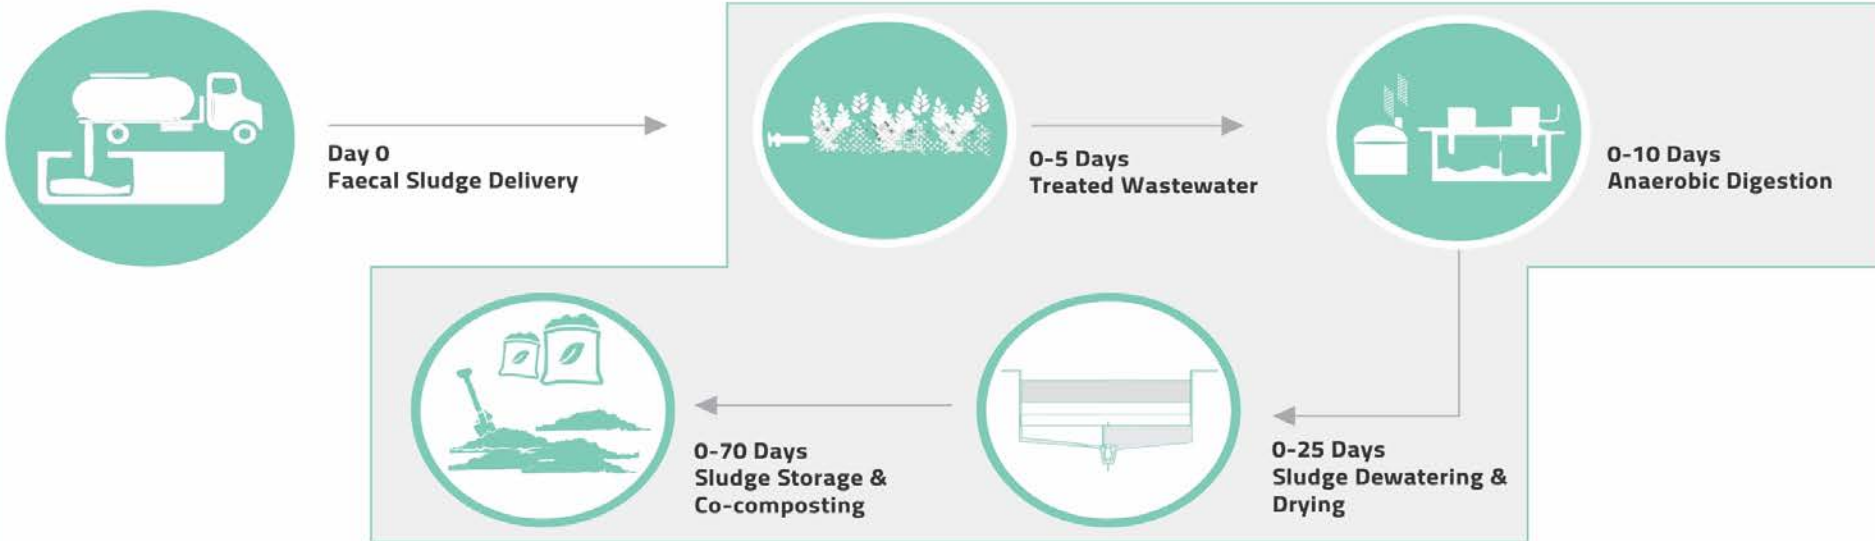 Day 0
Faecal Sludge Delivery
0-5 Days
Treated Wastewater
0-10 Days
Anaerobic Digestion
0-25 Days
Sludge Dewatering &
Drying
0-70 Days
Sludge Storage &
Co-composting